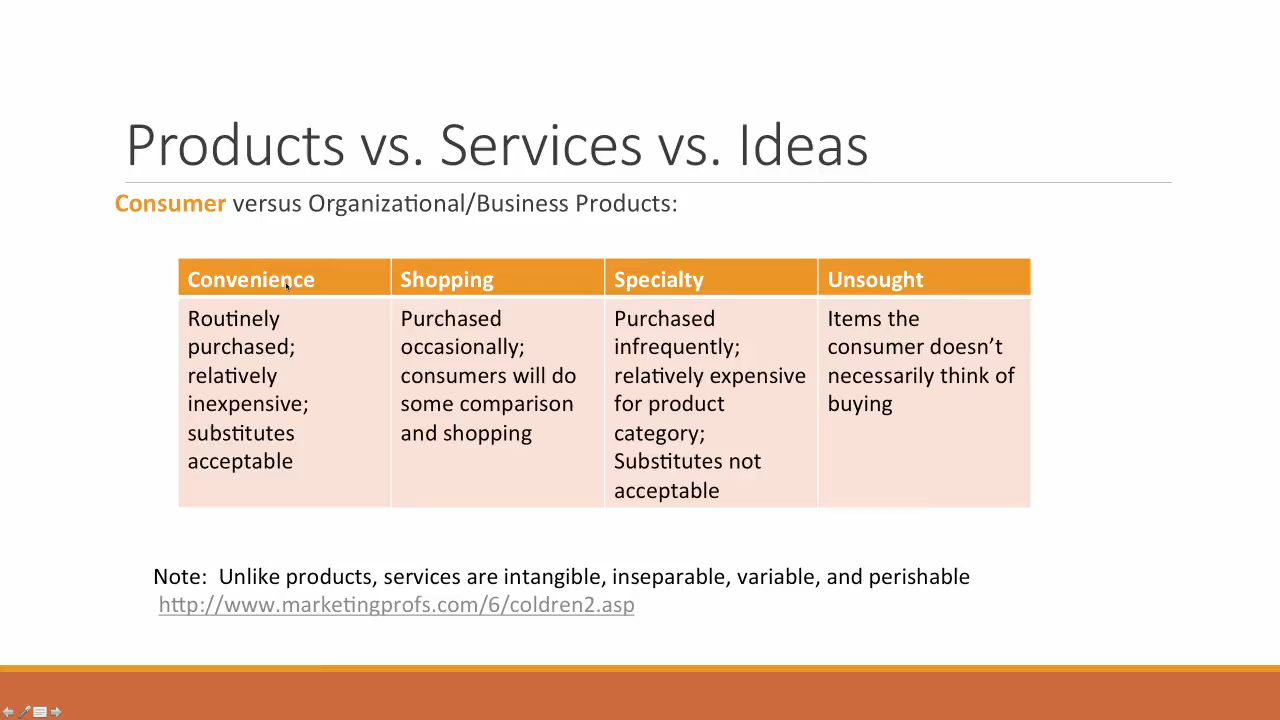 Products vs. Services vs. Ideas
Consumer versus Organizational/Business Products:
Convenience
Shopping
Specialty
Unsought
Routinely
purchased;
relatively
inexpensive;
substitutes
acceptable
Purchased
occasionally;
consumers will do
some comparison
and shopping
Purchased
infrequently;
relatively expensive
for product
category;
Substitutes not
acceptable
Items the
consumer doesn't
necessarily think of
buying
Note:  Unlike products, services are intangible, inseparable, variable, and perishable
http://www.marketingprofs.com/6/coldren2.asp